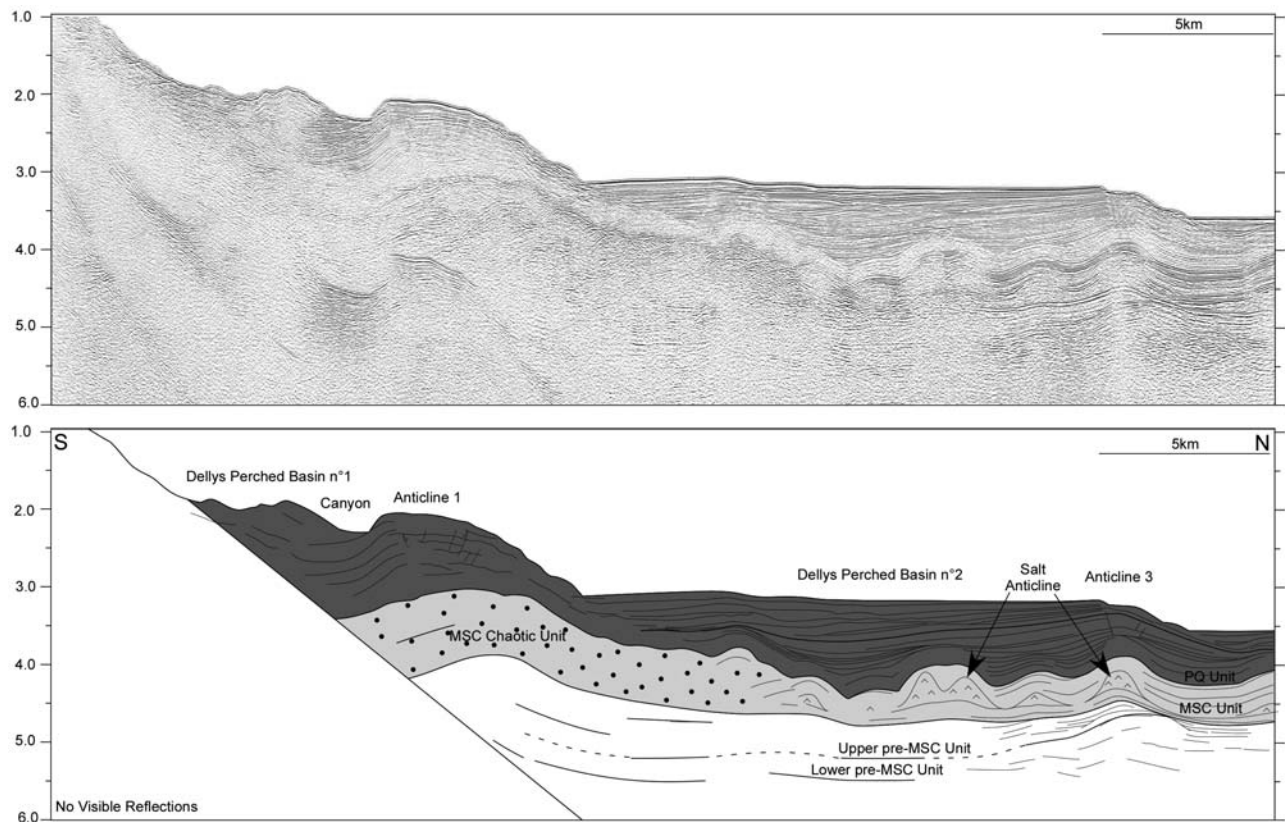 1.0
5km
2.0
3.0
4.0
5.0
6.0
1.0
S
N
5km
Dellys Perched Basin n°1
Canyon
Anticline 1
2.0
3.0
Dellys Perched Basin n°2
Salt
Anticline
Anticline 3
MSC Chaotic Unit
4.0
PQ Unit
MSC Unit
5.0
Upper pre-MSC Unit
Lower pre-MSC Unit
No Visible Reflections
6.0